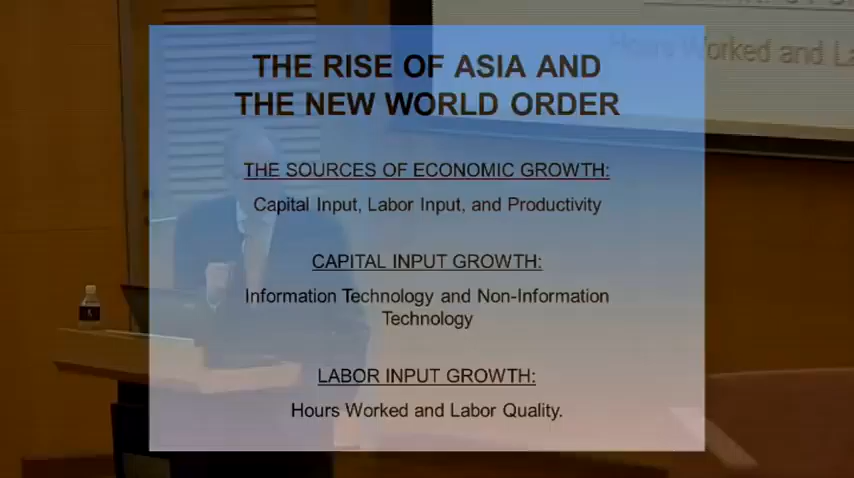 Hours Worked and La
THE RISE OF ASIA AND
THE NEW WORLD ORDER
THE SOURCES OF ECONOMIC GROWTH:
Capital Input, Labor Input, and Productivity
CAPITAL INPUT GROWTH:
Information Technology and Non-Information
Technology
LABOR INPUT GROWTH:
Hours Worked and Labor Quality.